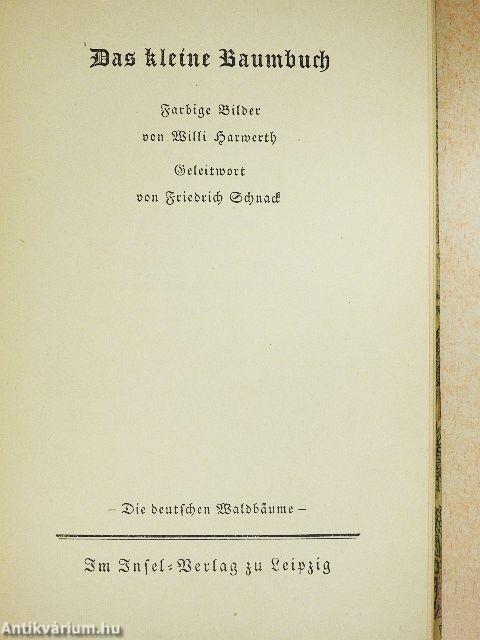 Das kleine Baumbuch
Farbige Bilder
von Willi Harwerth
Geleitwort
von Friedrich Schnack
– Die deutschen Waldbäume –
Im Insel-Verlag zu Leipzig
Antikvárium.hu